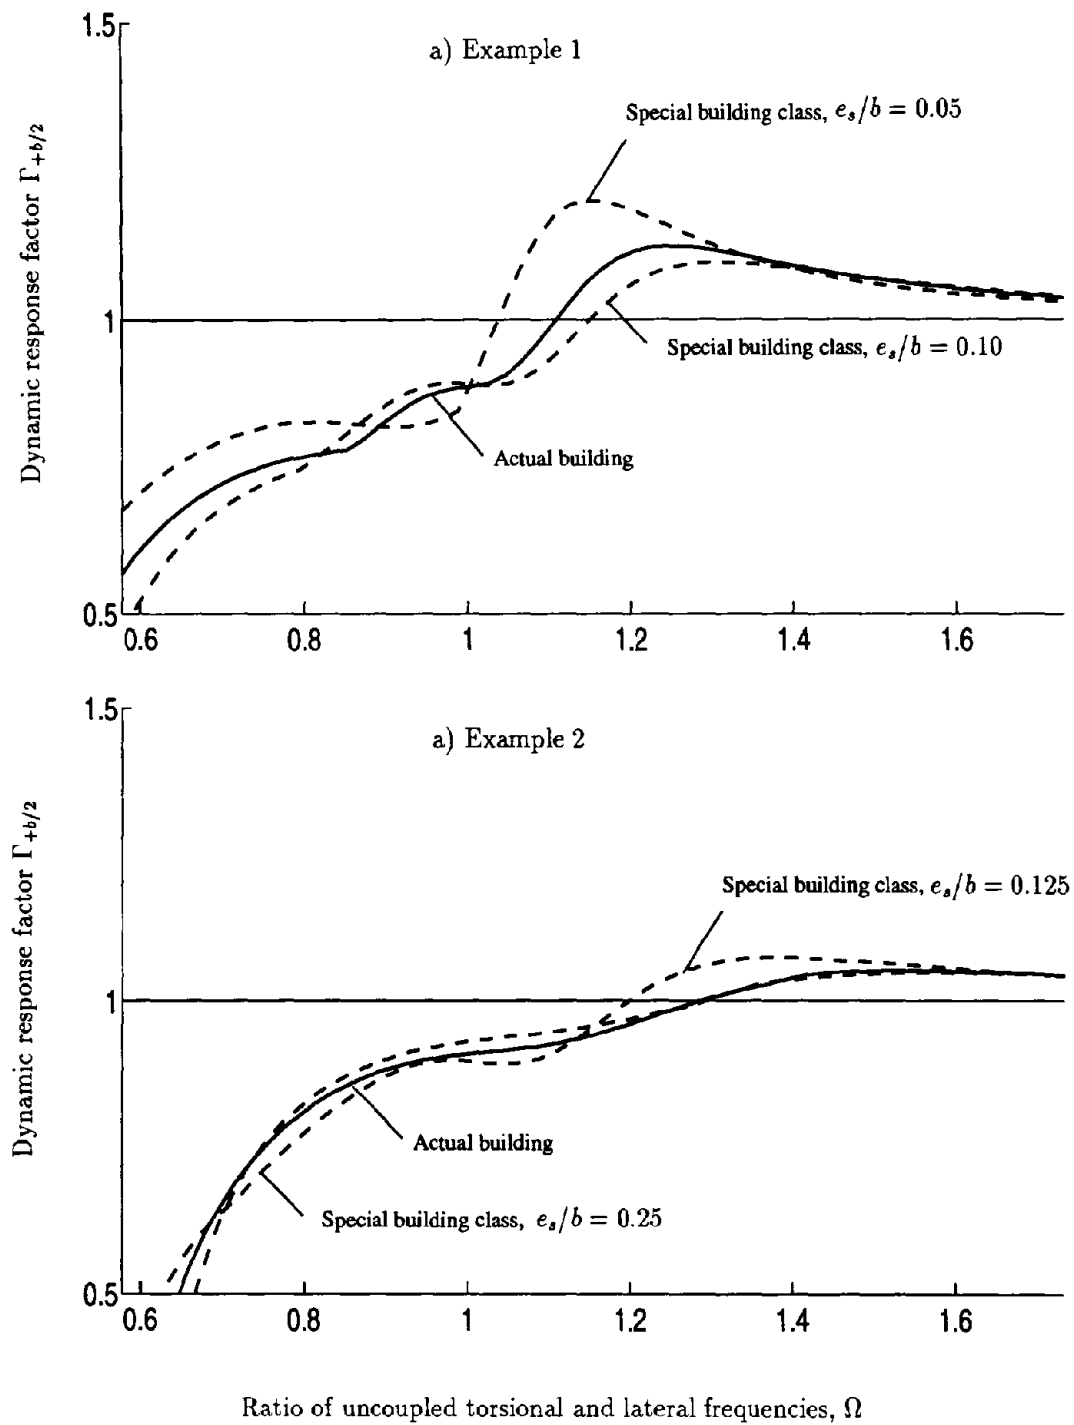 1.5
a) Example 1
Special building class, e_s/b = 0.05
Dynamic response factor Γ_{+b/2}
1
Special building class, e_s/b = 0.10
Actual building
0.5
0.6 0.8 1 1.2 1.4 1.6
1.5
a) Example 2
Special building class, e_s/b = 0.125
Dynamic response factor Γ_{+b/2}
1
Actual building
Special building class, e_s/b = 0.25
0.5
0.6 0.8 1 1.2 1.4 1.6
Ratio of uncoupled torsional and lateral frequencies, Ω